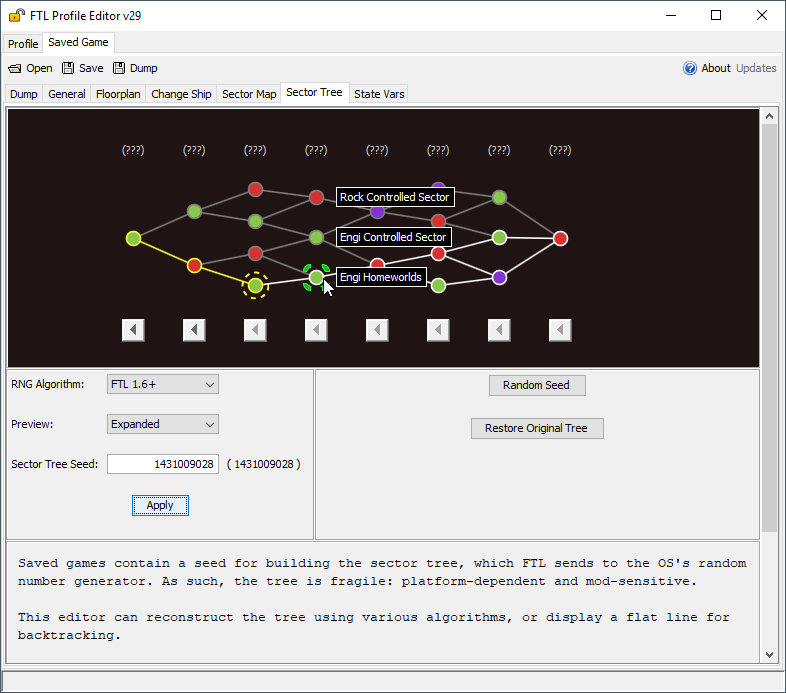 FTL Profile Editor v29
Profile Saved Game
Open Save Dump About Updates
Dump General Floorplan Change Ship Sector Map Sector Tree State Vars
(???) (???) (???) (???) (???) (???) (???) (???)
Rock Controlled Sector
Engi Controlled Sector
Engi Homeworlds
RNG Algorithm: FTL 1.6+
Random Seed
Preview: Expanded
Restore Original Tree
Sector Tree Seed: 1431009028 ( 1431009028 )
Apply
Saved games contain a seed for building the sector tree, which FTL sends to the OS's random
number generator. As such, the tree is fragile: platform-dependent and mod-sensitive.
This editor can reconstruct the tree using various algorithms, or display a flat line for
backtracking.